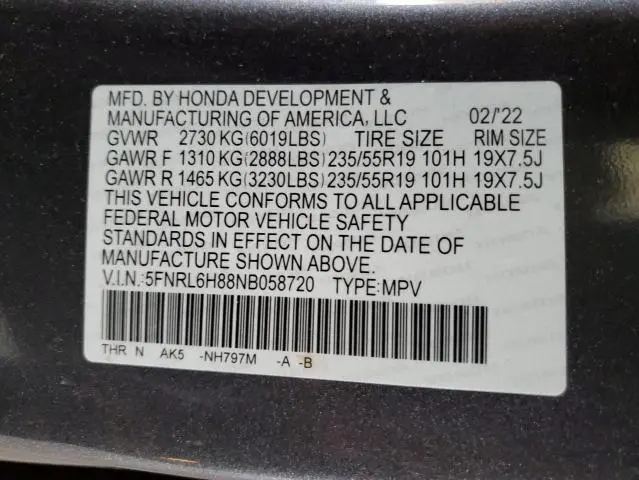 MFD. BY HONDA DEVELOPMENT &
MANUFACTURING OF AMERICA, LLC 02/'22
GVWR 2730 KG(6019LBS) TIRE SIZE RIM SIZE
GAWR F 1310 KG(2888LBS) 235/55R19 101H 19X7.5J
GAWR R 1465 KG(3230LBS) 235/55R19 101H 19X7.5J
THIS VEHICLE CONFORMS TO ALL APPLICABLE
FEDERAL MOTOR VEHICLE SAFETY
STANDARDS IN EFFECT ON THE DATE OF
MANUFACTURE SHOWN ABOVE.
V.I.N.:5FNRL6H88NB058720 TYPE:MPV
THR N AK5 -NH797M -A -B